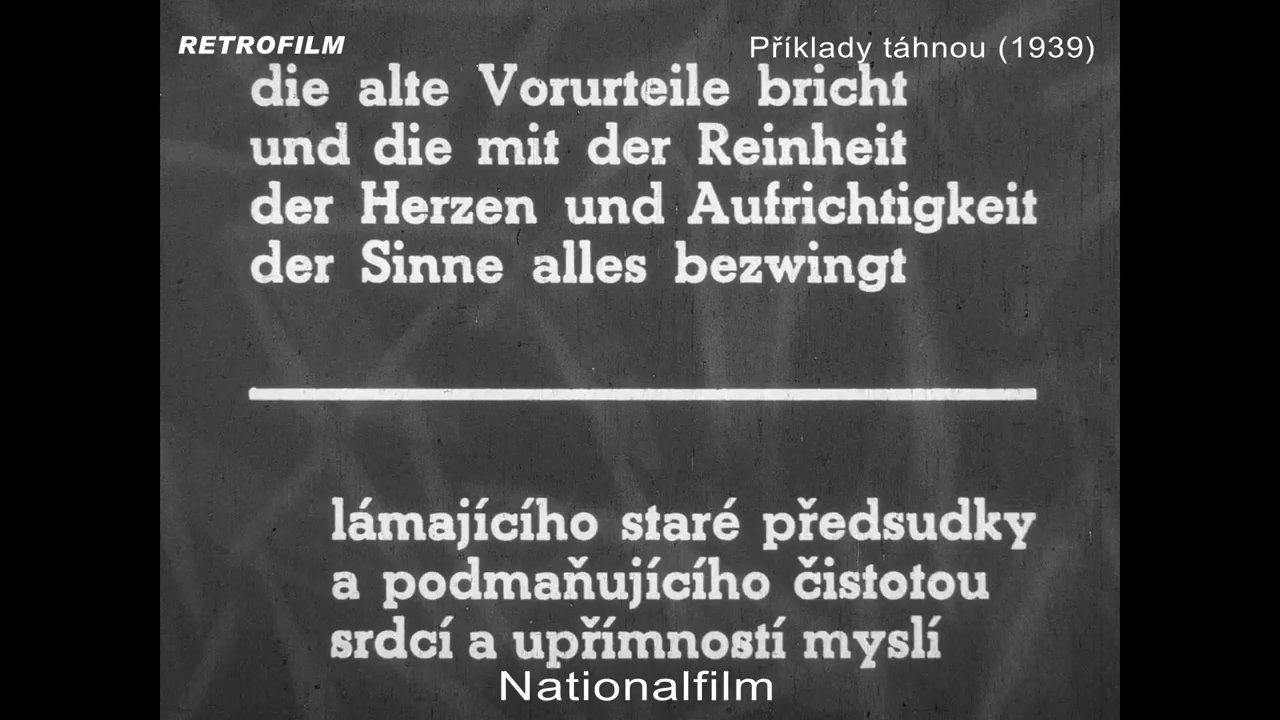 RETROFILM
Příklady táhnou (1939)
die alte Vorurteile bricht
und die mit der Reinheit
der Herzen und Aufrichtigkeit
der Sinne alles bezwingt
lámajícího staré předsudky
a podmaňujícího čistotou
srdcí a upřímností myslí
Nationalfilm